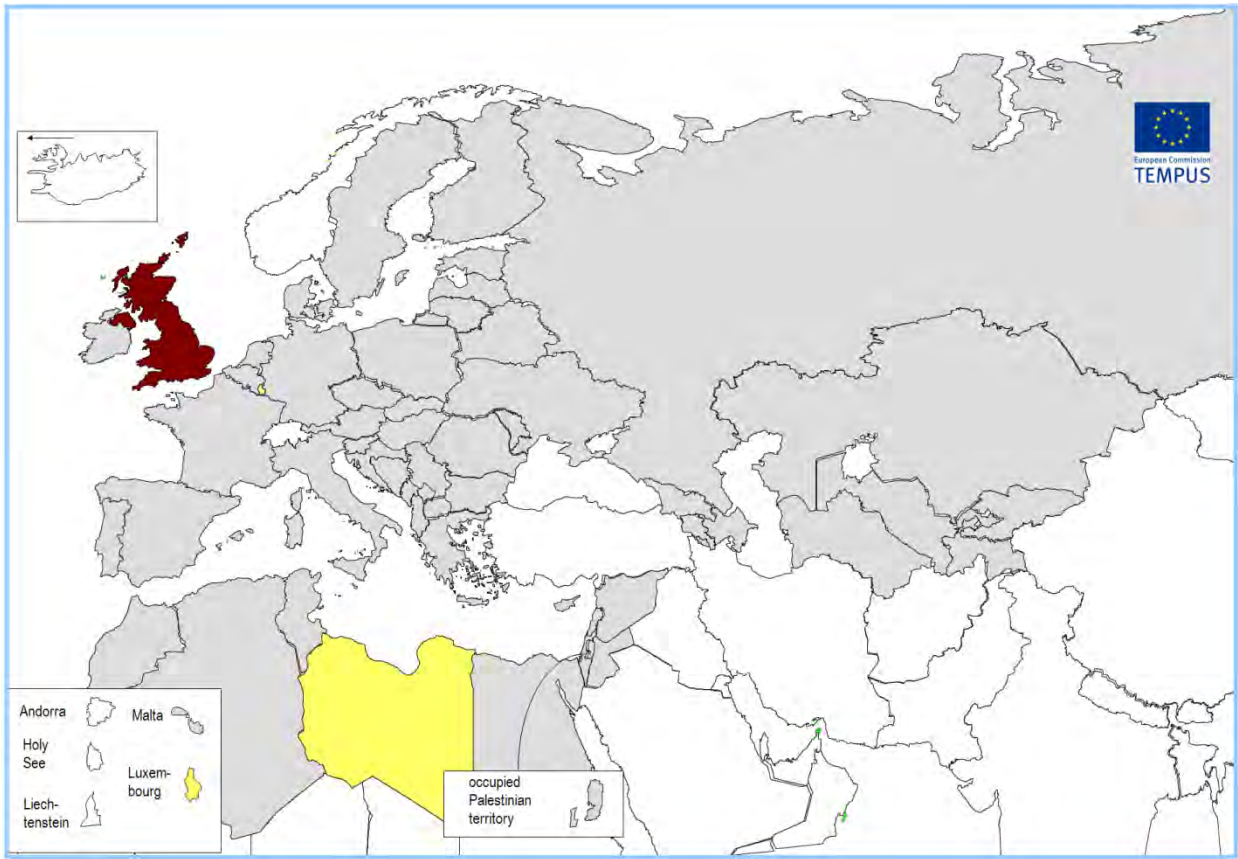 European Commission
TEMPUS
Andorra
Malta
Holy
See
Luxem-
bourg
Liech-
tenstein
occupied
Palestinian
territory